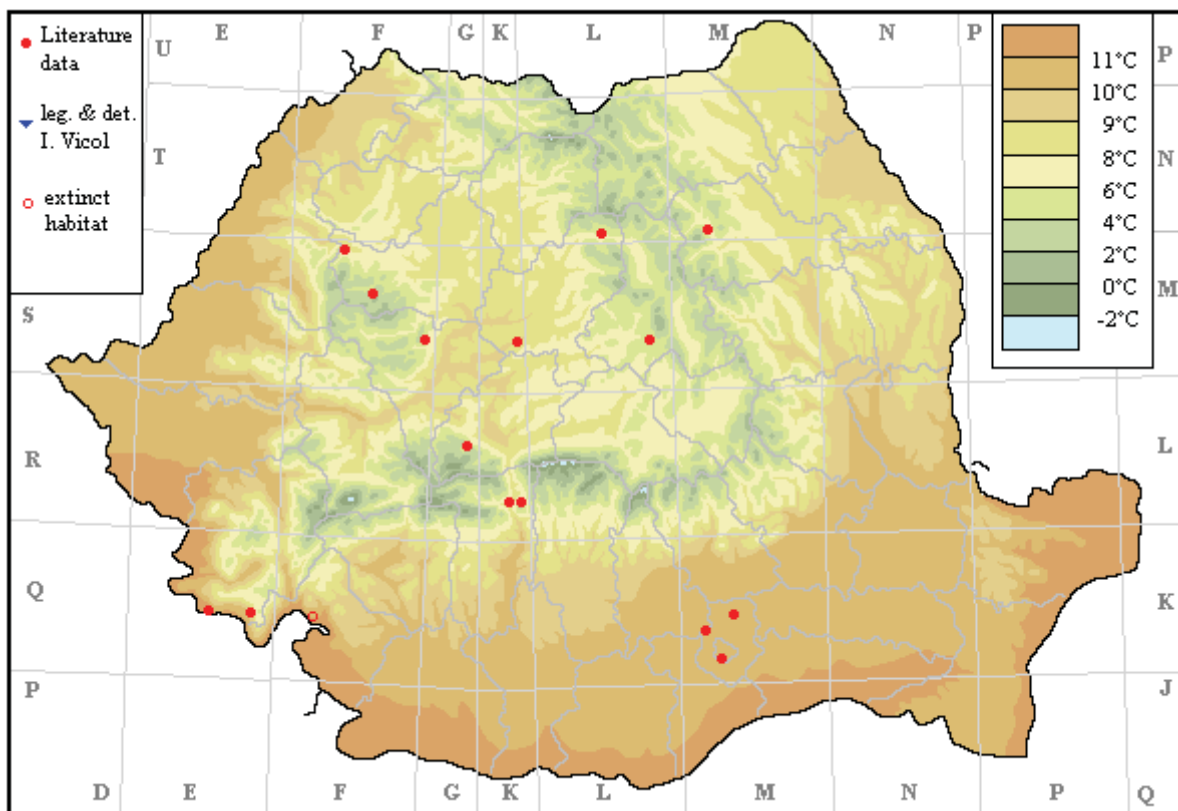 E F G K L M N P
Literature
data
leg. & det.
I. Vicol
extinct
habitat
U
T
S
R
Q
P
11°C
10°C
9°C
8°C
6°C
4°C
2°C
0°C
-2°C
P
N
M
L
K
J
D E F G K L M N P Q